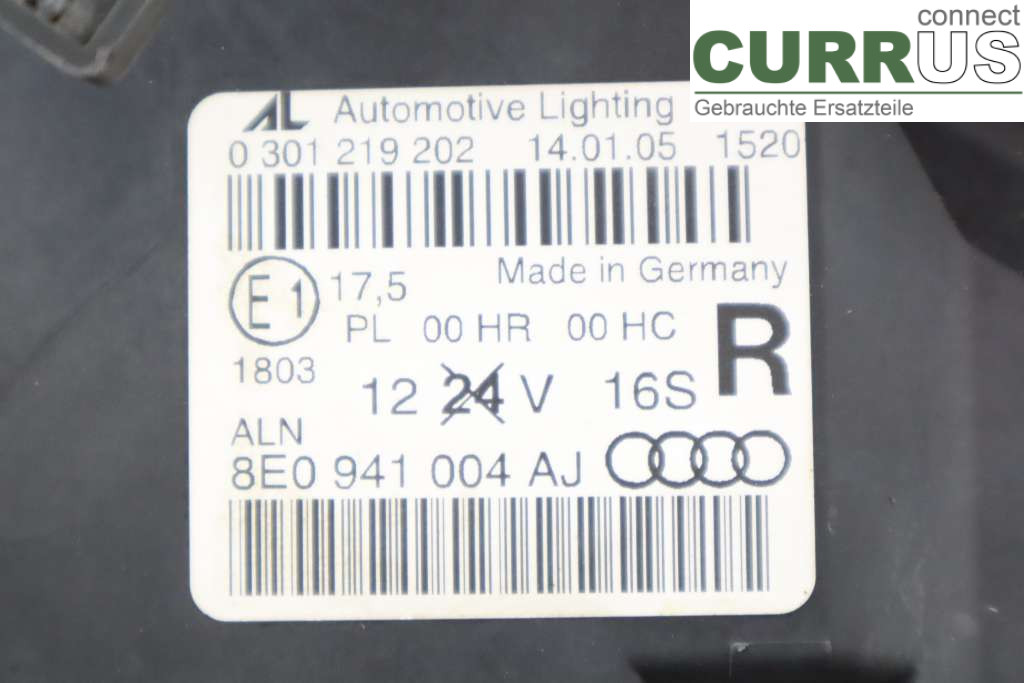 connect
CURRUS
Gebrauchte Ersatzteile
AL Automotive Lighting
0 301 219 202 14.01.05 1520
Made in Germany
E1 17,5
PL 00 HR 00 HC R
1803
12 24 V 16S
ALN
8E0 941 004 AJ